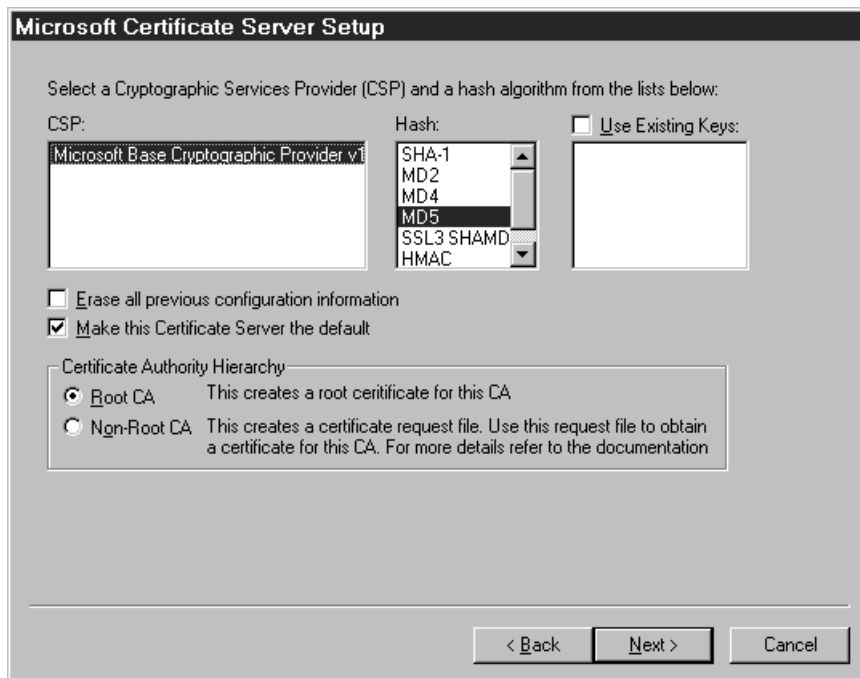 Microsoft Certificate Server Setup
Select a Cryptographic Services Provider (CSP) and a hash algorithm from the lists below:
CSP:
Microsoft Base Cryptographic Provider v1
Hash:
SHA-1
MD2
MD4
MD5
SSL3 SHAMD
HMAC
Use Existing Keys:
Erase all previous configuration information
Make this Certificate Server the default
Certificate Authority Hierarchy
Root CA
This creates a root ceritificate for this CA
Non-Root CA
This creates a certificate request file. Use this request file to obtain
a certificate for this CA. For more details refer to the documentation
< Back
Next >
Cancel